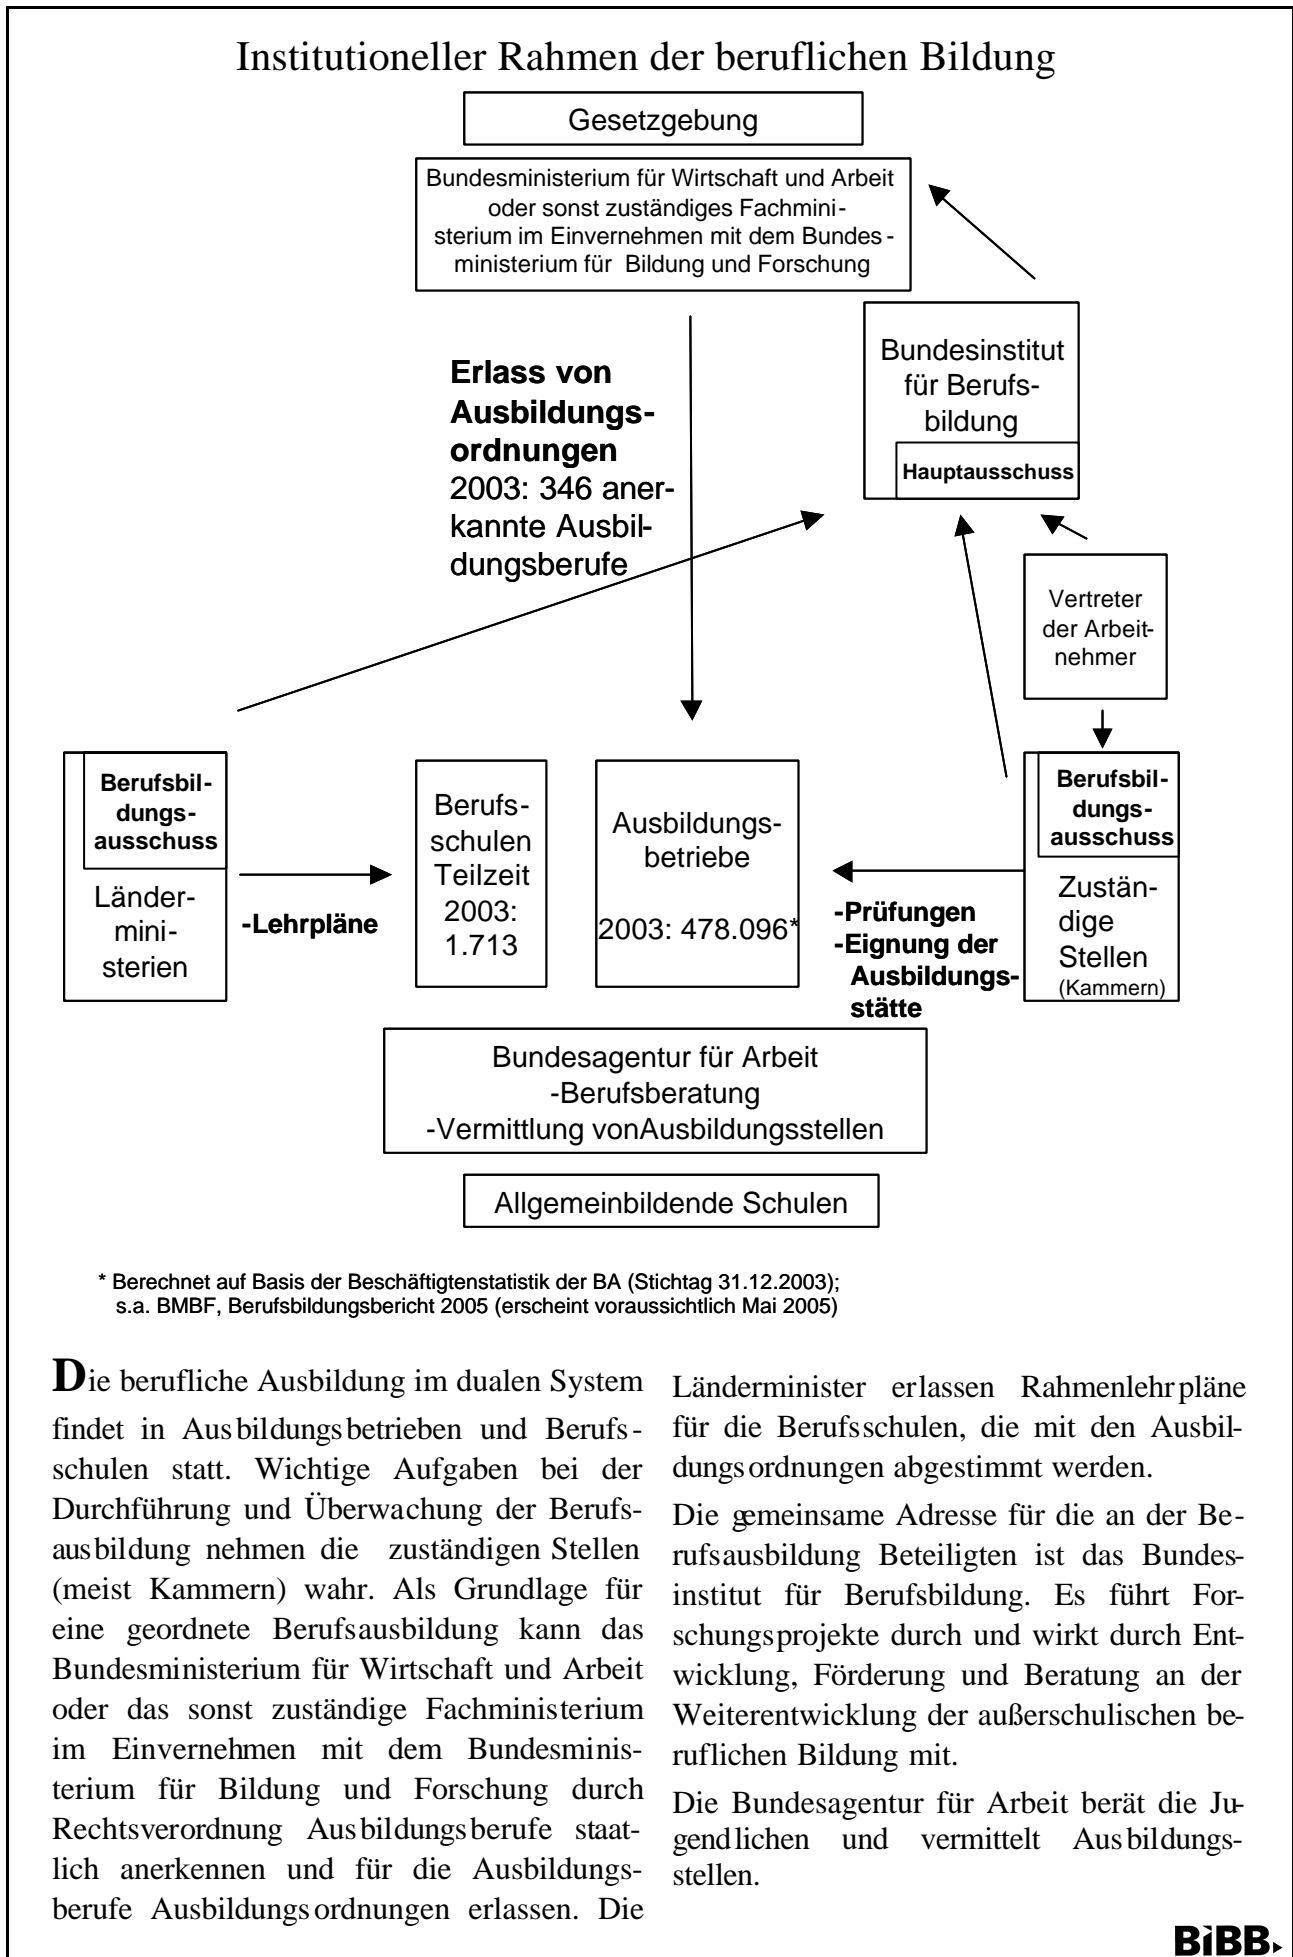 Institutioneller Rahmen der beruflichen Bildung
Gesetzgebung
Bundesministerium für Wirtschaft und Arbeit
oder sonst zuständiges Fachmini-
sterium im Einvernehmen mit dem Bundes-
ministerium für Bildung und Forschung
Bundesinstitut
für Berufs-
bildung
Hauptausschuss
Erlass von
Ausbildungs-
ordnungen
2003: 346 aner-
kannte Ausbil-
dungsberufe
Vertreter
der Arbeit-
nehmer
Berufsbil-
dungs-
ausschuss
Länder-
mini-
sterien
-Lehrpläne
Berufs-
schulen
Teilzeit
2003:
1.713
Ausbildungs-
betriebe
2003: 478.096*
-Prüfungen
-Eignung der
Ausbildungs-
stätte
Berufsbil-
dungs-
ausschuss
Zustän-
dige
Stellen
(Kammern)
Bundesagentur für Arbeit
-Berufsberatung
-Vermittlung vonAusbildungsstellen
Allgemeinbildende Schulen
* Berechnet auf Basis der Beschäftigtenstatistik der BA (Stichtag 31.12.2003);
s.a. BMBF, Berufsbildungsbericht 2005 (erscheint voraussichtlich Mai 2005)
Die berufliche Ausbildung im dualen System
findet in Ausbildungsbetrieben und Berufs-
schulen statt. Wichtige Aufgaben bei der
Durchführung und Überwachung der Berufs-
ausbildung nehmen die zuständigen Stellen
(meist Kammern) wahr. Als Grundlage für
eine geordnete Berufsausbildung kann das
Bundesministerium für Wirtschaft und Arbeit
oder das sonst zuständige Fachministerium
im Einvernehmen mit dem Bundesminis-
terium für Bildung und Forschung durch
Rechtsverordnung Ausbildungsberufe staat-
lich anerkennen und für die Ausbildungs-
berufe Ausbildungsordnungen erlassen. Die
Länderminister erlassen Rahmenlehrpläne
für die Berufsschulen, die mit den Ausbil-
dungsordnungen abgestimmt werden.
Die gemeinsame Adresse für die an der Be-
rufsausbildung Beteiligten ist das Bundes-
institut für Berufsbildung. Es führt For-
schungsprojekte durch und wirkt durch Ent-
wicklung, Förderung und Beratung an der
Weiterentwicklung der außerschulischen be-
ruflichen Bildung mit.
Die Bundesagentur für Arbeit berät die Ju-
gendlichen und vermittelt Ausbildungs-
stellen.
BiBB